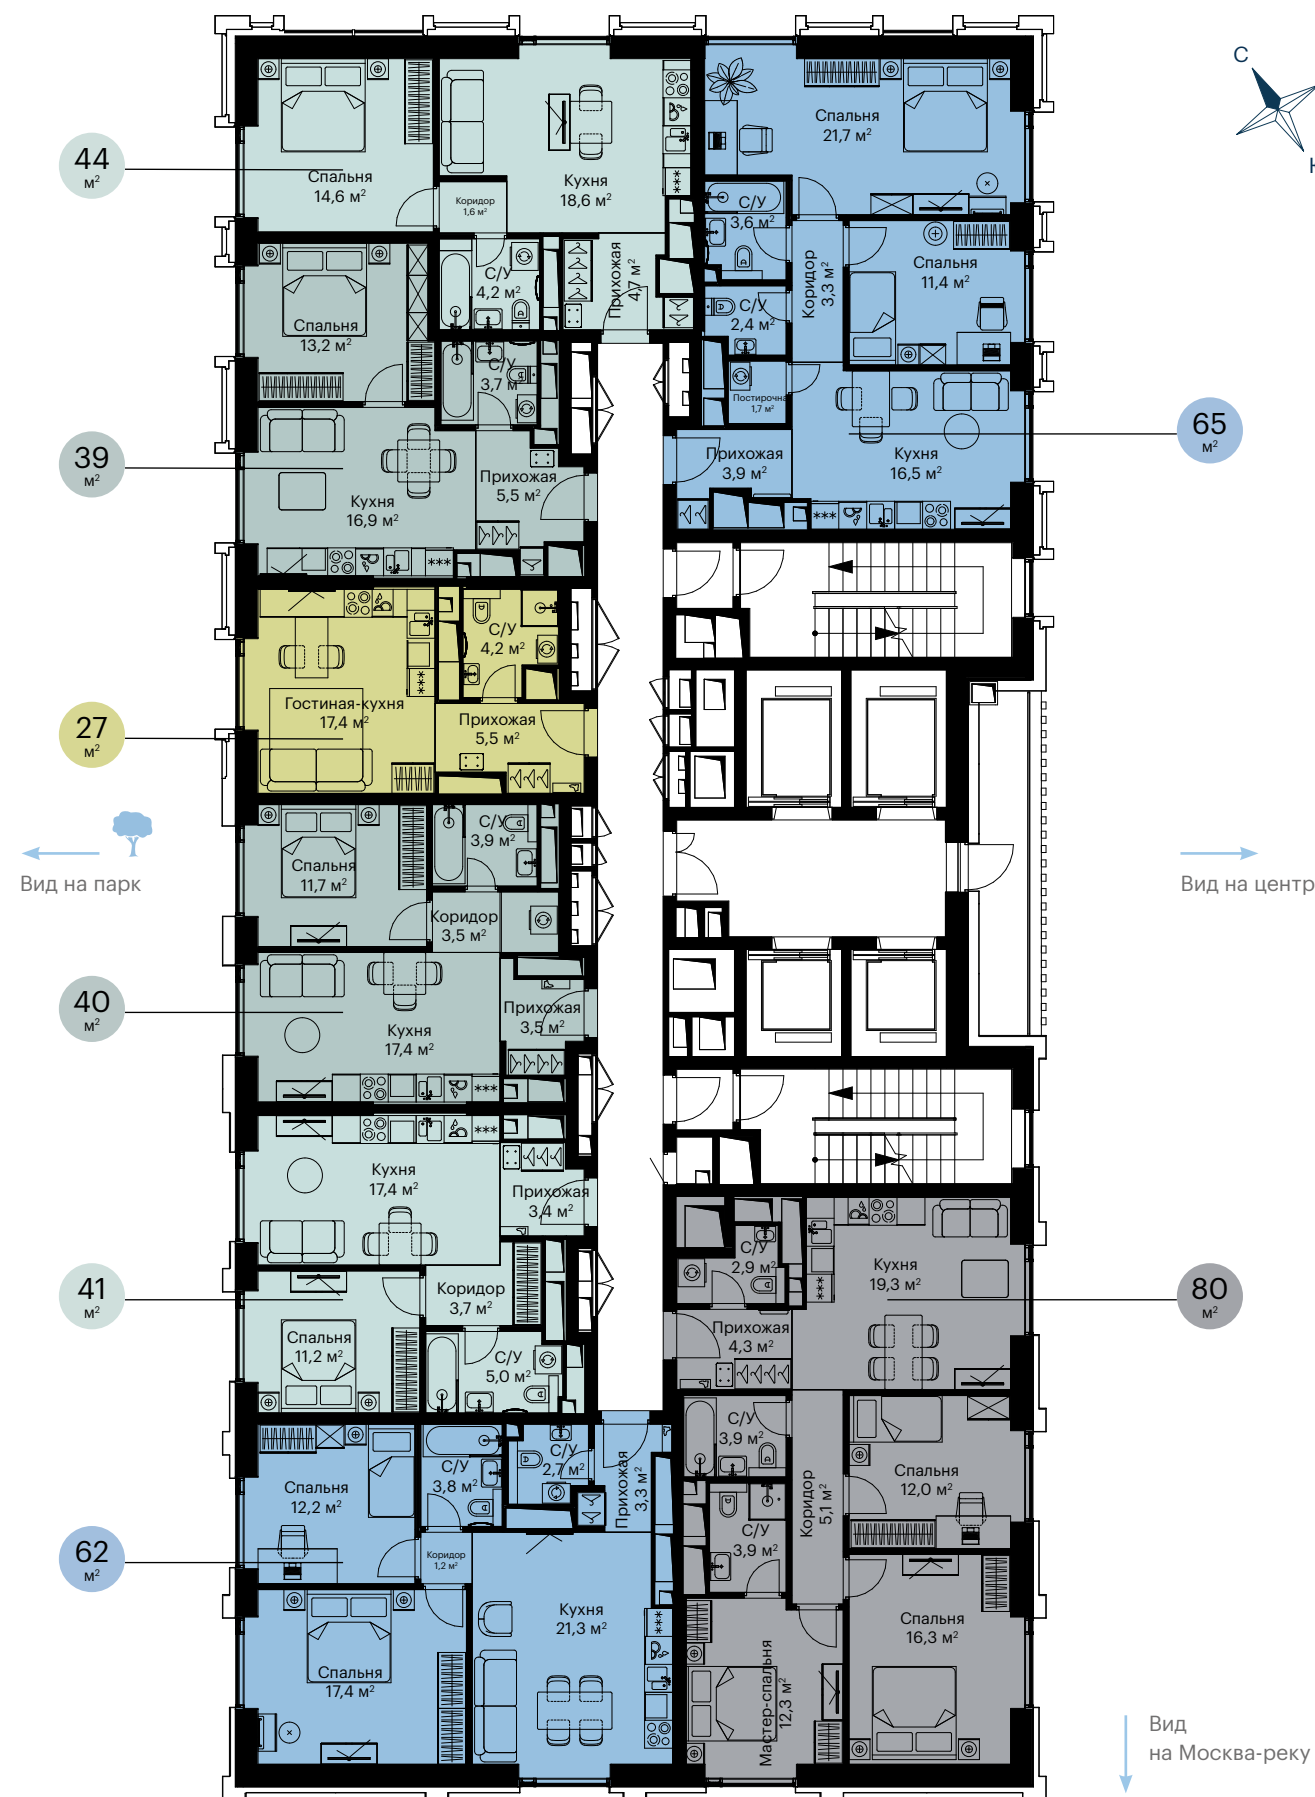 С
44
м²
Спальня
14,6 м²
Кухня
18,6 м²
Коридор
1,6 м²
С/У
4,2 м²
Прихожая
4,7 м²
Спальня
21,7 м²
С/У
3,6 м²
Коридор
3,3 м²
Спальня
11,4 м²
С/У
2,4 м²
Постирочная
1,7 м²
Прихожая
3,9 м²
Кухня
16,5 м²
65
м²
Спальня
13,2 м²
С/У
3,7 м
39
м²
Кухня
16,9 м²
Прихожая
5,5 м²
С/У
4,2 м²
27
м²
Гостиная-кухня
17,4 м²
Прихожая
5,5 м²
Вид на парк
Вид на центр
Спальня
11,7 м²
С/У
3,9 м²
Коридор
3,5 м²
40
м²
Кухня
17,4 м²
Прихожая
3,5 м²
Кухня
17,4 м²
Прихожая
3,4 м²
41
м²
Коридор
3,7 м²
Спальня
11,2 м²
С/У
5,0 м²
С/У
2,9 м²
Кухня
19,3 м²
80
м²
Прихожая
4,3 м²
С/У
3,9 м²
Коридор
5,1 м²
Спальня
12,0 м²
С/У
3,9 м²
Спальня
16,3 м²
Мастер-спальня
12,3 м²
Спальня
12,2 м²
С/У
3,8 м²
С/У
2,7 м²
Прихожая
3,3 м²
62
м²
Коридор
1,2 м²
Кухня
21,3 м²
Спальня
17,4 м²
Вид
на Москва-реку